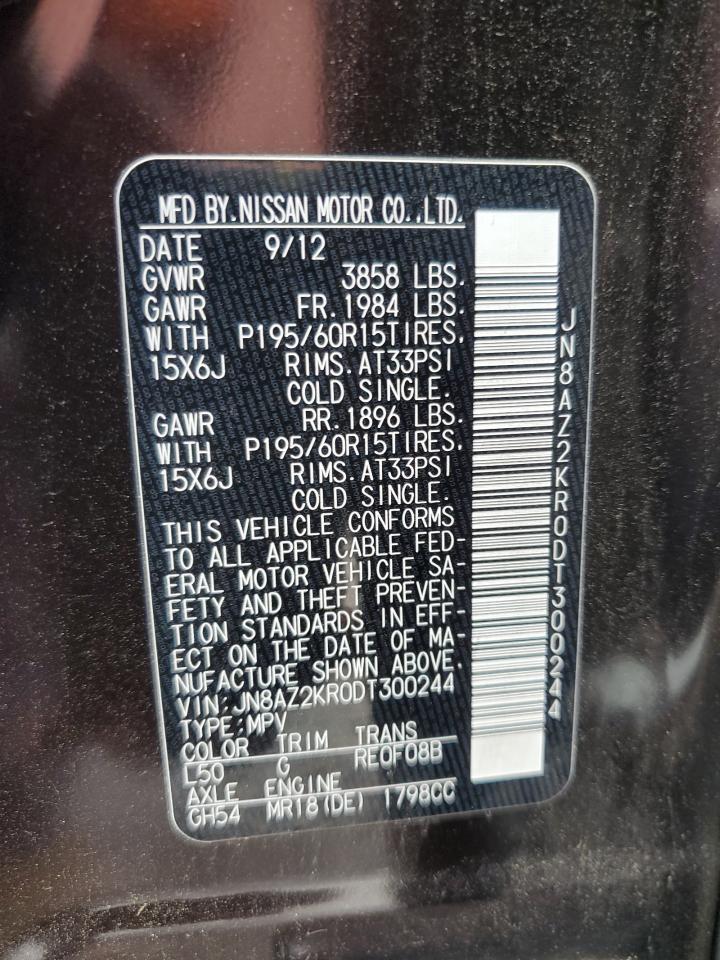 MFD BY.NISSAN MOTOR CO.,LTD.
DATE 9/12
GVWR 3858 LBS.
GAWR FR.1984 LBS.
WITH P195/60R15TIRES,
15X6J RIMS.AT33PSI
COLD SINGLE.
GAWR RR.1896 LBS.
WITH P195/60R15TIRES,
15X6J RIMS.AT33PSI
COLD SINGLE.
THIS VEHICLE CONFORMS
TO ALL APPLICABLE FED-
ERAL MOTOR VEHICLE SA-
FETY AND THEFT PREVEN-
TION STANDARDS IN EFF-
ECT ON THE DATE OF MA-
NUFACTURE SHOWN ABOVE.
VIN:JN8AZ2KR0DT300244
TYPE:MPV
COLOR TRIM TRANS
L50 G RE0F08B
AXLE ENGINE
GH54 MR18(DE) 1798CC
JN8AZ2KR0DT300244